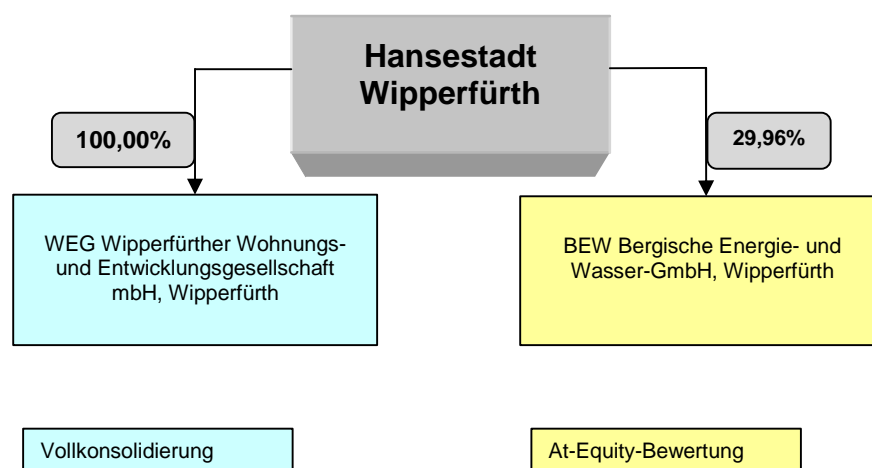 Hansestadt
Wipperfürth
100,00%
29,96%
WEG Wipperfürther Wohnungs-
und Entwicklungsgesellschaft
mbH, Wipperfürth
BEW Bergische Energie- und
Wasser-GmbH, Wipperfürth
Vollkonsolidierung
At-Equity-Bewertung